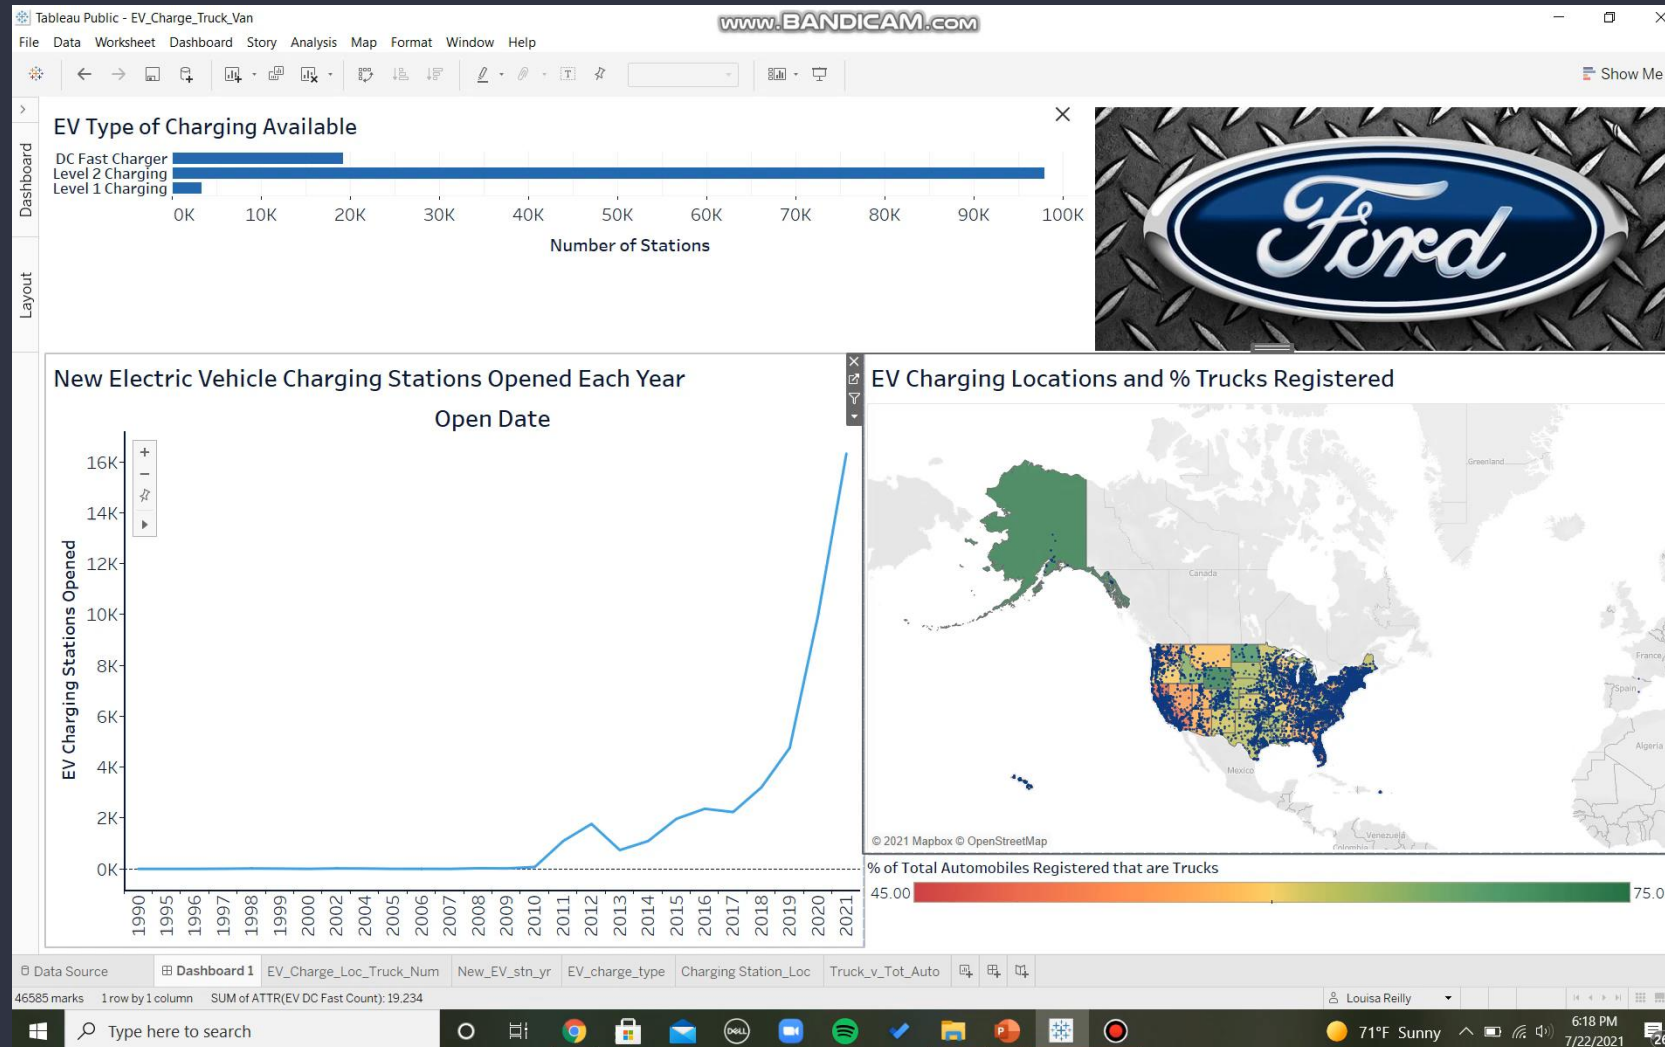 Tableau Public - EV_Charge_Truck_Van
www.BANDICAM.com
File Data Worksheet Dashboard Story Analysis Map Format Window Help
Show Me
Dashboard
Layout
EV Type of Charging Available
DC Fast Charger
Level 2 Charging
Level 1 Charging
0K 10K 20K 30K 40K 50K 60K 70K 80K 90K 100K
Number of Stations
Ford
New Electric Vehicle Charging Stations Opened Each Year
Open Date
EV Charging Stations Opened
16K
14K
12K
10K
8K
6K
4K
2K
0K
1990 1995 1996 1997 1998 1999 2000 2002 2004 2005 2006 2007 2008 2009 2010 2011 2012 2013 2014 2015 2016 2017 2018 2019 2020 2021
EV Charging Locations and % Trucks Registered
Greenland
Canada
France
Spain
Algeria
Mexico
Venezuela
Colombia
© 2021 Mapbox © OpenStreetMap
% of Total Automobiles Registered that are Trucks
45.00 75.0
Data Source Dashboard 1 EV_Charge_Loc_Truck_Num New_EV_stn_yr EV_charge_type Charging Station_Loc Truck_v_Tot_Auto
46585 marks 1 row by 1 column SUM of ATTR(EV DC Fast Count): 19,234
Louisa Reilly
Type here to search
DELL
71°F Sunny
6:18 PM
7/22/2021
26